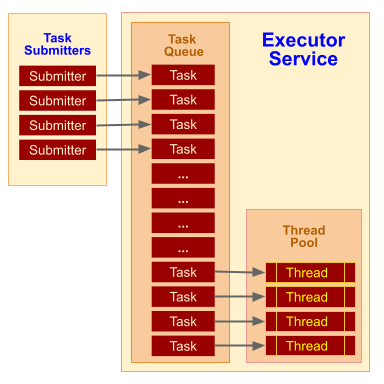 Task
Submitters
Submitter
Submitter
Submitter
Submitter
Task
Queue
Task
Task
Task
Task
...
...
...
...
Task
Task
Task
Task
Executor
Service
Thread
Pool
Thread
Thread
Thread
Thread